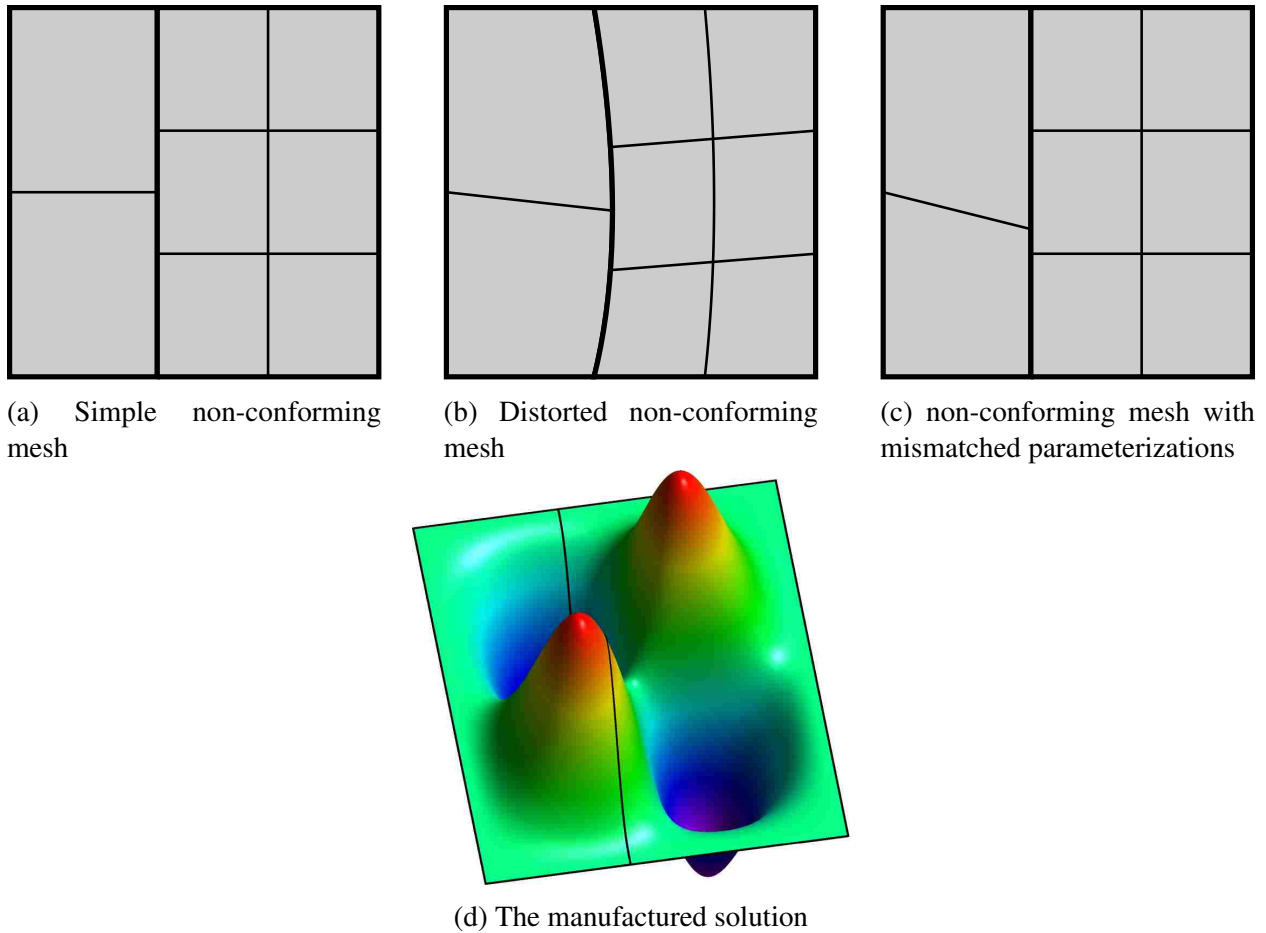 (a) Simple non-conforming
mesh
(b) Distorted non-conforming
mesh
(c) non-conforming mesh with
mismatched parameterizations
(d) The manufactured solution